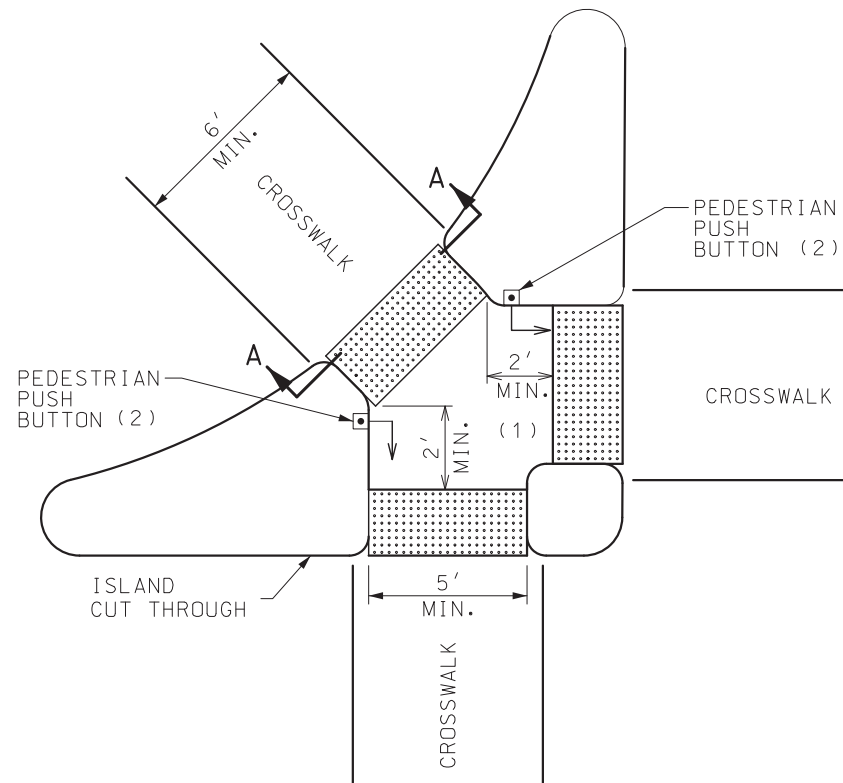 6'
MIN.
CROSSWALK
A
PEDESTRIAN
PUSH
BUTTON (2)
A
PEDESTRIAN
PUSH
BUTTON (2)
2'
MIN.
CROSSWALK
2'
MIN.
(1)
ISLAND
CUT THROUGH
5'
MIN.
CROSSWALK